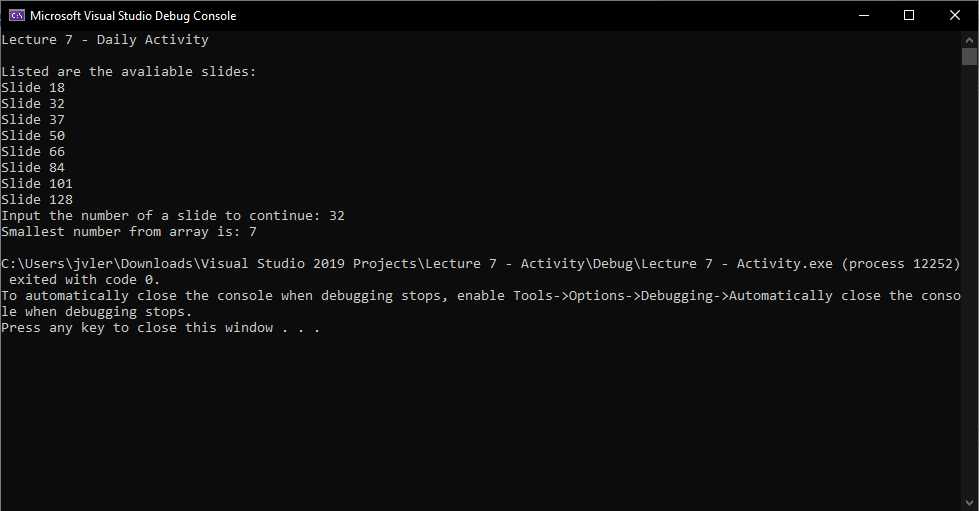 Microsoft Visual Studio Debug Console
Lecture 7 - Daily Activity
Listed are the avaliable slides:
Slide 18
Slide 32
Slide 37
Slide 50
Slide 66
Slide 84
Slide 101
Slide 128
Input the number of a slide to continue: 32
Smallest number from array is: 7
C:\Users\jvler\Downloads\Visual Studio 2019 Projects\Lecture 7 - Activity\Debug\Lecture 7 - Activity.exe (process 12252)
 exited with code 0.
To automatically close the console when debugging stops, enable Tools->Options->Debugging->Automatically close the conso
le when debugging stops.
Press any key to close this window . . .